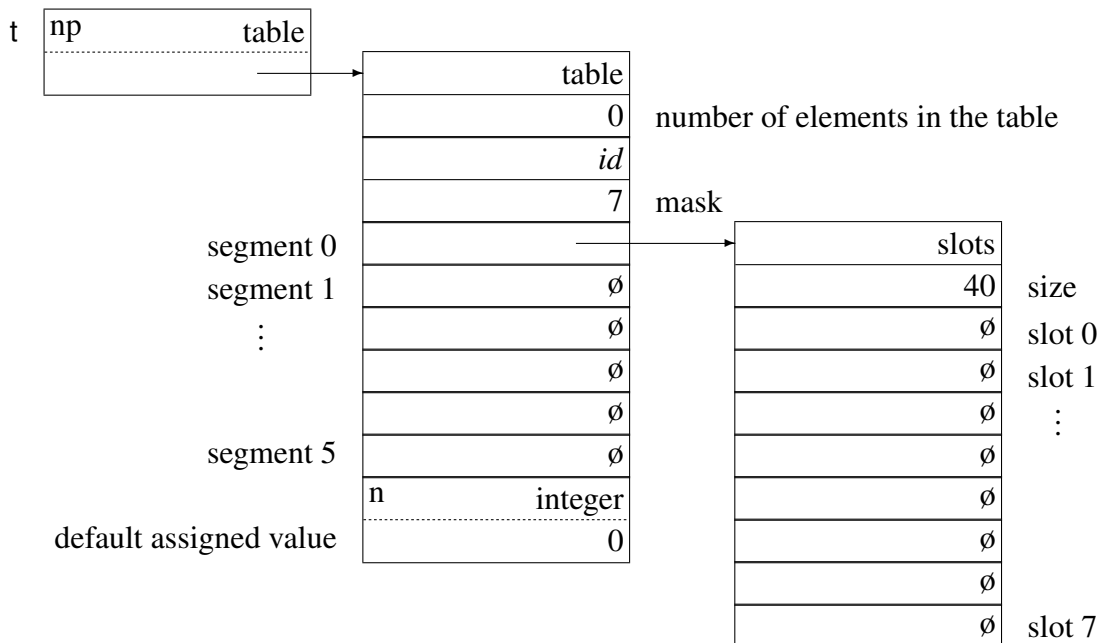 t np table
table
0 number of elements in the table
id
7 mask
segment 0 slots
segment 1 ø 40 size
⋮ ø ø slot 0
ø ø slot 1
ø ø ⋮
segment 5 ø ø
n integer ø
default assigned value 0 ø
ø
ø slot 7